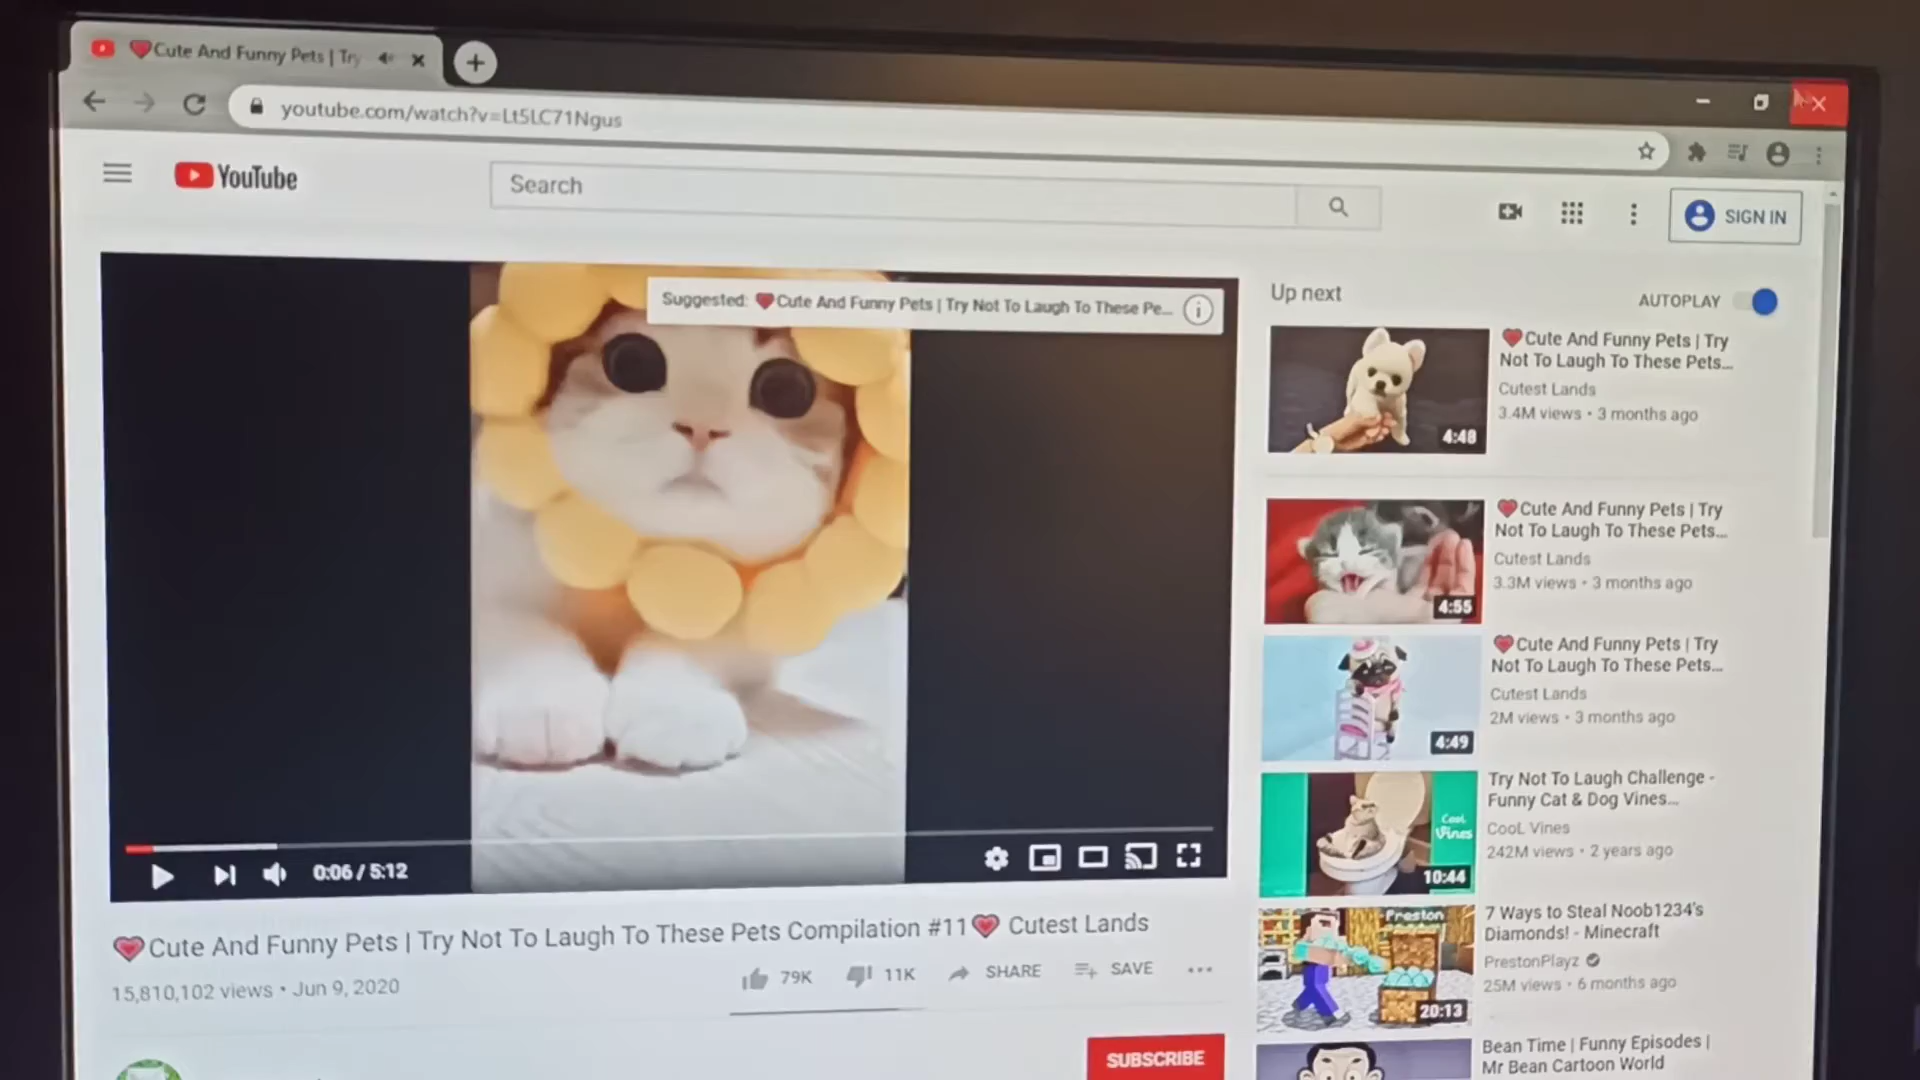 Cute And Funny Pets | Try
youtube.com/watch?v=Lt5LC71Ngus
YouTube
Search
SIGN IN
Suggested: Cute And Funny Pets | Try Not To Laugh To These Pe...
0:06 / 5:12
Cute And Funny Pets | Try Not To Laugh To These Pets Compilation #11 Cutest Lands
15,810,102 views • Jun 9, 2020
79K
11K
SHARE
SAVE
SUBSCRIBE
Up next
AUTOPLAY
4:48
Cute And Funny Pets | Try
Not To Laugh To These Pets...
Cutest Lands
3.4M views • 3 months ago
4:55
Cute And Funny Pets | Try
Not To Laugh To These Pets...
Cutest Lands
3.3M views • 3 months ago
4:49
Cute And Funny Pets | Try
Not To Laugh To These Pets...
Cutest Lands
2M views • 3 months ago
CooL
Vines
10:44
Try Not To Laugh Challenge -
Funny Cat & Dog Vines...
CooL Vines
242M views • 2 years ago
Preston
20:13
7 Ways to Steal Noob1234's
Diamonds! - Minecraft
PrestonPlayz
25M views • 6 months ago
Bean Time | Funny Episodes |
Mr Bean Cartoon World